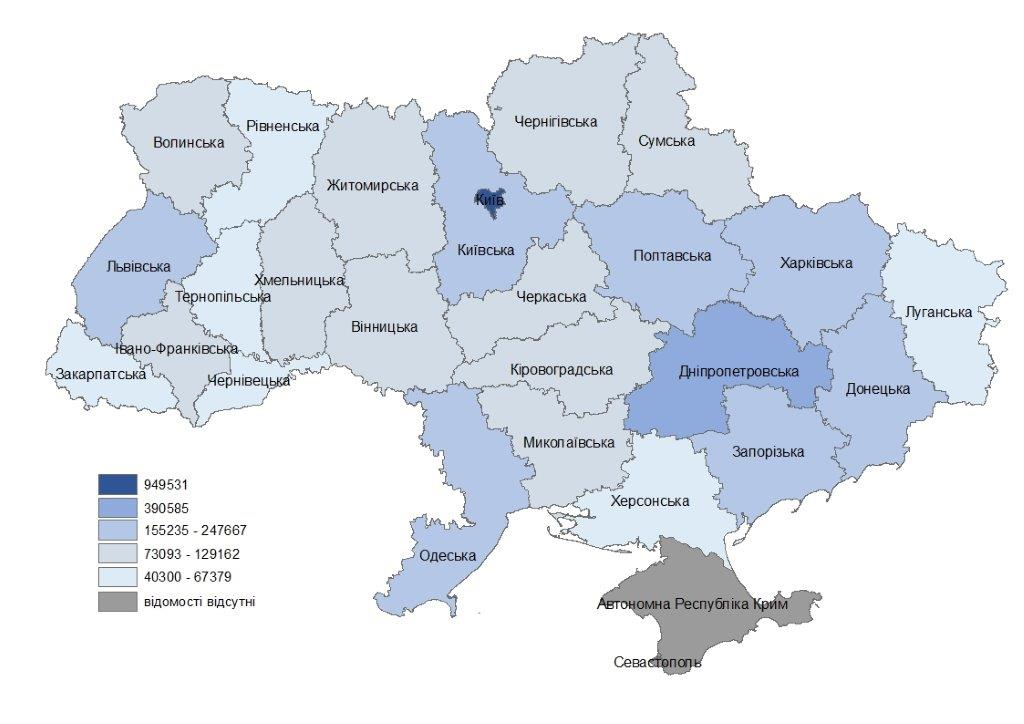 Чернігівська
Рівненська
Сумська
Волинська
Житомирська
Київ
Київська
Полтавська
Харківська
Львівська
Хмельницька
Тернопільська
Черкаська
Луганська
Вінницька
Івано-Франківська
Кіровоградська
Дніпропетровська
Закарпатська
Чернівецька
Донецька
Миколаївська
Запорізька
Херсонська
Одеська
Автономна Республіка Крим
Севастополь
949531
390585
155235 - 247667
73093 - 129162
40300 - 67379
відомості відсутні